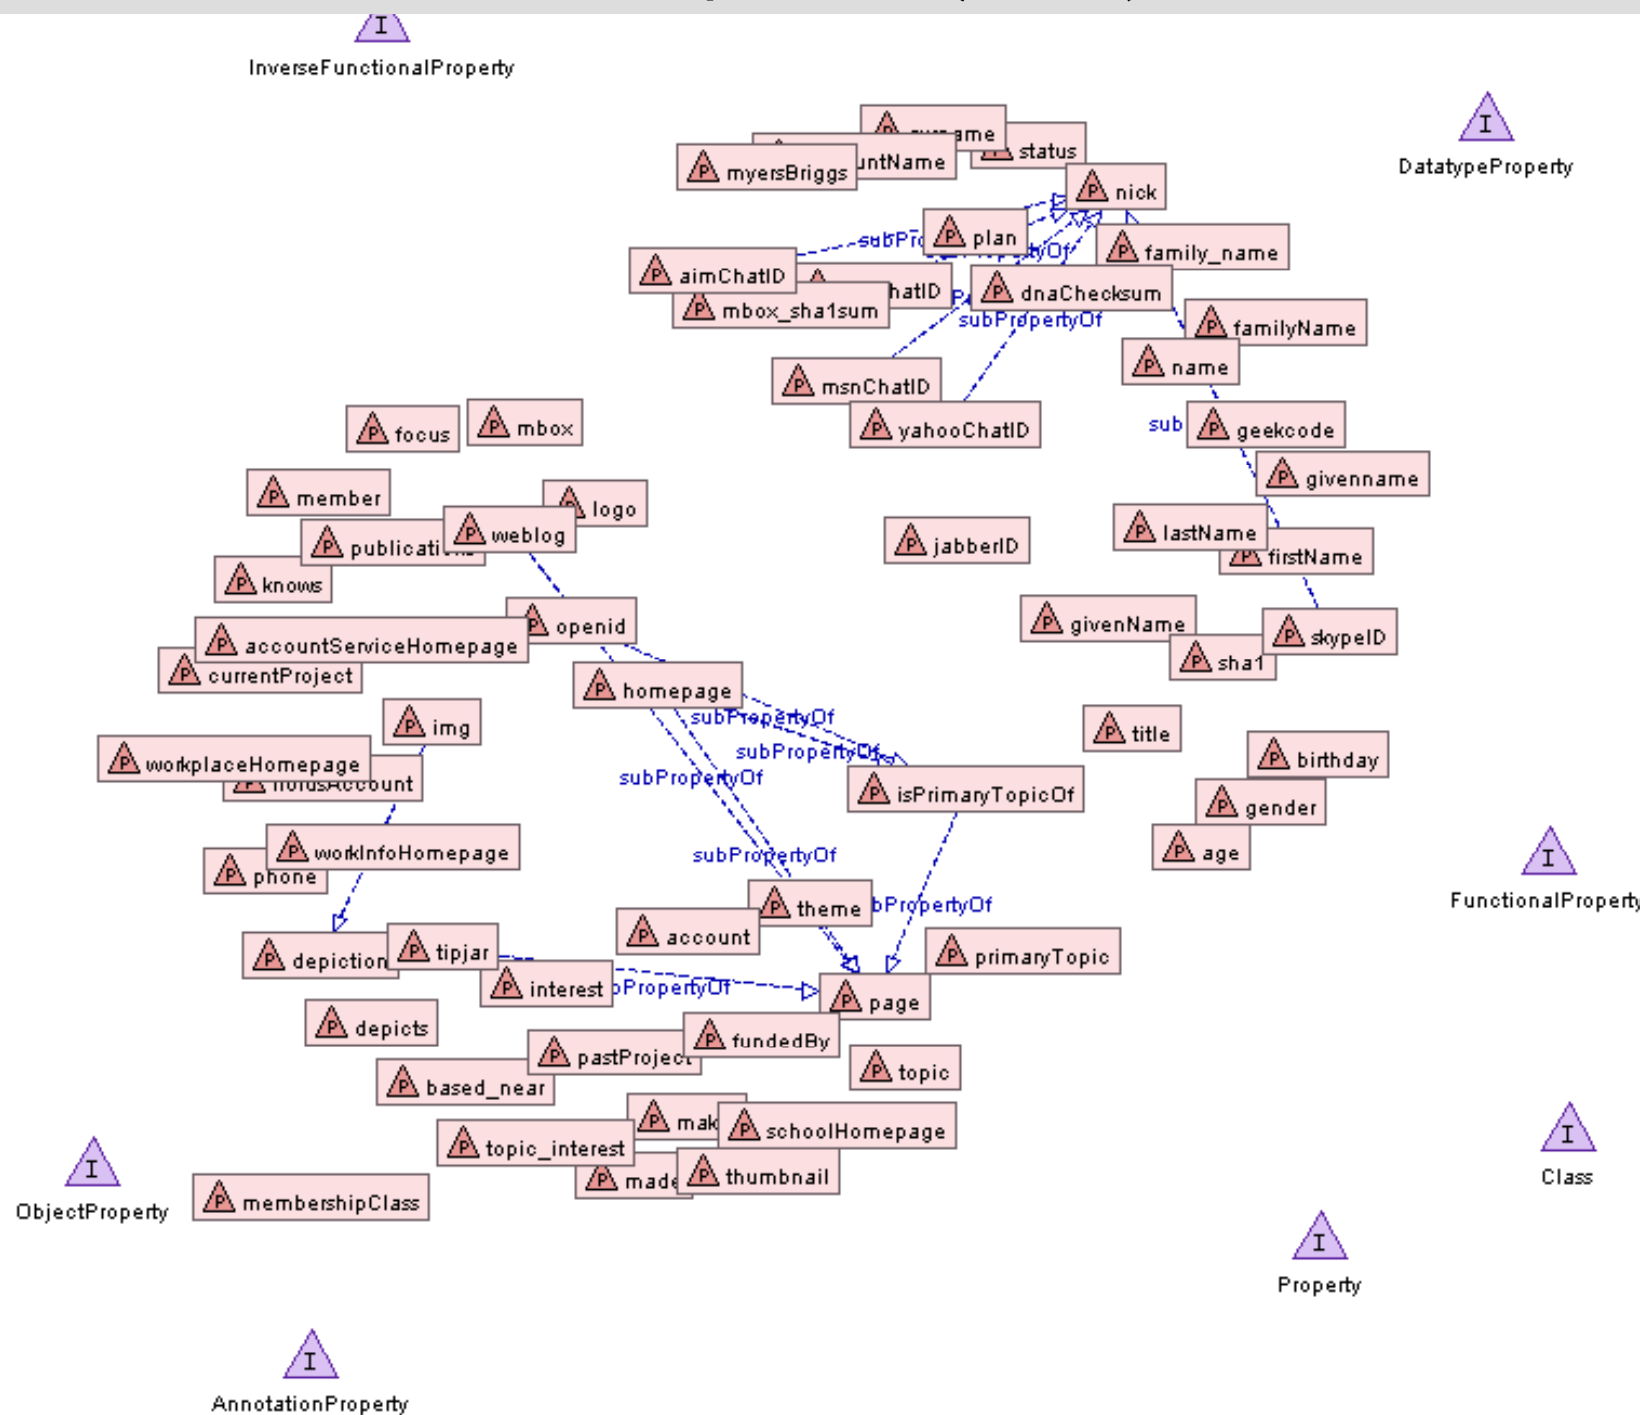 InverseFunctionalProperty
DatatypeProperty
status
myersBriggs
nick
plan
family_name
aimChatID
dnaChecksum
mbox_sha1sum
subPropertyOf
familyName
name
msnChatID
yahooChatID
geekcode
focus
mbox
givenname
member
logo
weblog
lastName
jabberID
firstName
knows
openid
givenName
skypeID
accountServiceHomepage
sha1
currentProject
homepage
subPropertyOf
img
title
subPropertyOf
birthday
workplaceHomepage
subPropertyOf
isPrimaryTopicOf
gender
workInfoHomepage
subPropertyOf
age
phone
FunctionalProperty
theme
account
tipjar
depiction
primaryTopic
interest
page
depicts
fundedBy
pastProject
topic
based_near
schoolHomepage
topic_interest
thumbnail
made
membershipClass
Class
ObjectProperty
Property
AnnotationProperty
I
I
I
I
I
I
I